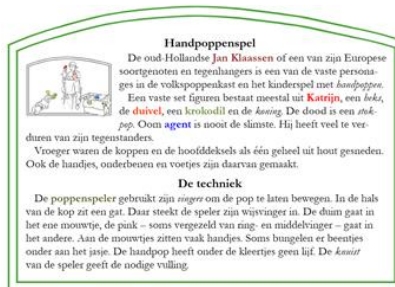 Handpoppenspel
De oud-Hollandse Jan Klaassen of een van zijn Europese
soortgenoten en tegenhangers is een van de vaste persona-
ges in de volkspoppenkast en het kinderspel met handpoppen.
Een vaste set figuren bestaat meestal uit Katrijn, een heks,
de duivel, een krokodil en de koning. De dood is een stok-
pop. Oom agent is nooit de slimste. Hij heeft veel te ver-
duren van zijn tegenstanders.
Vroeger waren de koppen en de hoofddeksels als één geheel uit hout gesneden.
Ook de handjes, onderbenen en voetjes zijn daarvan gemaakt.
De techniek
De poppenspeler gebruikt zijn vingers om de pop te laten bewegen. In de hals
van de kop zit een gat. Daar steekt de speler zijn wijsvinger in. De duim gaat in
het ene mouwtje, de pink – soms vergezeld van ring- en middelvinger – gaat in
het andere. Aan de mouwtjes zitten vaak handjes. Soms bungelen er beentjes
onder aan het jasje. De handpop heeft onder de kleertjes geen lijf. De knuist
van de speler geeft de nodige vulling.